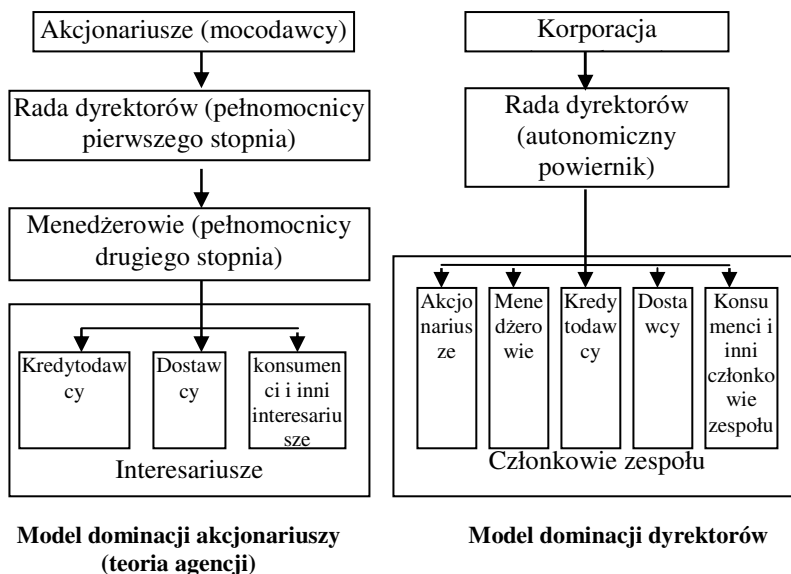 Akcjonariusze (mocodawcy)
Rada dyrektorów (pełnomocnicy
pierwszego stopnia)
Menedżerowie (pełnomocnicy
drugiego stopnia)
Kredytodaw
cy
Dostaw
cy
konsumen
ci i inni
interesariu
sze
Interesariusze
Model dominacji akcjonariuszy
(teoria agencji)
Korporacja
Rada dyrektorów
(autonomiczny
powiernik)
Akcjo
nariu
sze
Mene
dżero
wie
Kredy
todaw
cy
Dosta
wcy
Konsu
menci i
inni
członko
wie
zespołu
Członkowie zespołu
Model dominacji dyrektorów